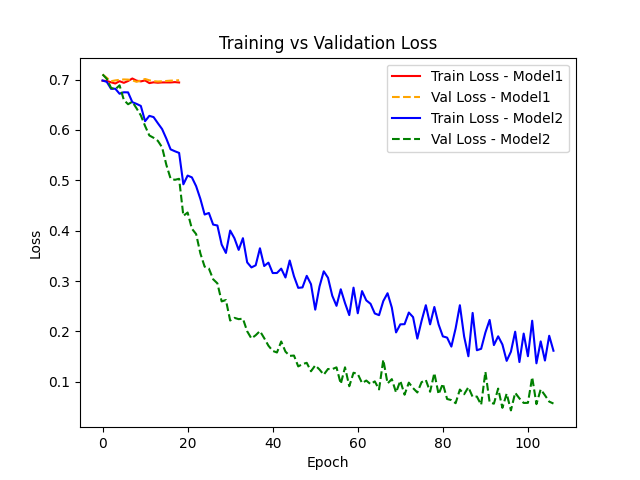 Training vs Validation Loss
Train Loss - Model1
Val Loss - Model1
Train Loss - Model2
Val Loss - Model2
Loss
0.7
0.6
0.5
0.4
0.3
0.2
0.1
0 20 40 60 80 100
Epoch